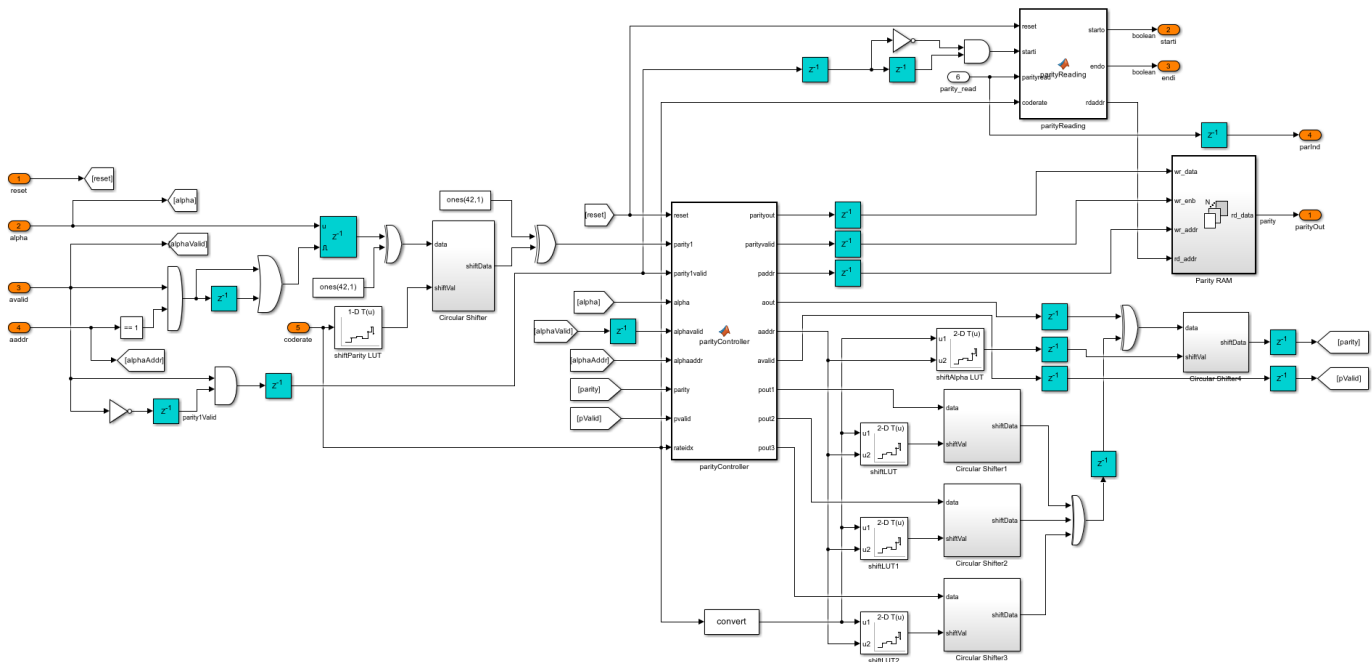 reset
starti
parityread
coderate
starto
endo
rdaddr
parityReading
parityReading
boolean
2
starti
boolean
3
endi
z-1
z-1
6
parity_read
z-1
4
parInd
1
reset
[reset]
2
alpha
[alpha]
3
avalid
[alphaValid]
4
aaddr
== 1
[alphaAddr]
z-1
z-1
parity1Valid
z-1
u
z-1
ones(42,1)
5
coderate
1-D T(u)
shiftParity LUT
data
shiftVal
shiftData
Circular Shifter
ones(42,1)
[reset]
[alpha]
[alphaValid]
z-1
[alphaAddr]
[parity]
[pValid]
reset
parity1
parity1valid
alpha
alphavalid
alphaaddr
parity
pvalid
rateidx
parityController
parityout
parityvalid
paddr
aout
aaddr
avalid
pout1
pout2
pout3
parityController
z-1
z-1
z-1
wr_data
wr_enb
wr_addr
rd_addr
N
rd_data
Parity RAM
parity
1
parityOut
u1
u2
2-D T(u)
shiftAlpha LUT
z-1
z-1
z-1
data
shiftVal
shiftData
Circular Shifter4
z-1
[parity]
z-1
[pValid]
u1
u2
2-D T(u)
shiftLUT
data
shiftVal
shiftData
Circular Shifter1
z-1
u1
u2
2-D T(u)
shiftLUT1
data
shiftVal
shiftData
Circular Shifter2
convert
u1
u2
2-D T(u)
shiftLUT2
data
shiftVal
shiftData
Circular Shifter3